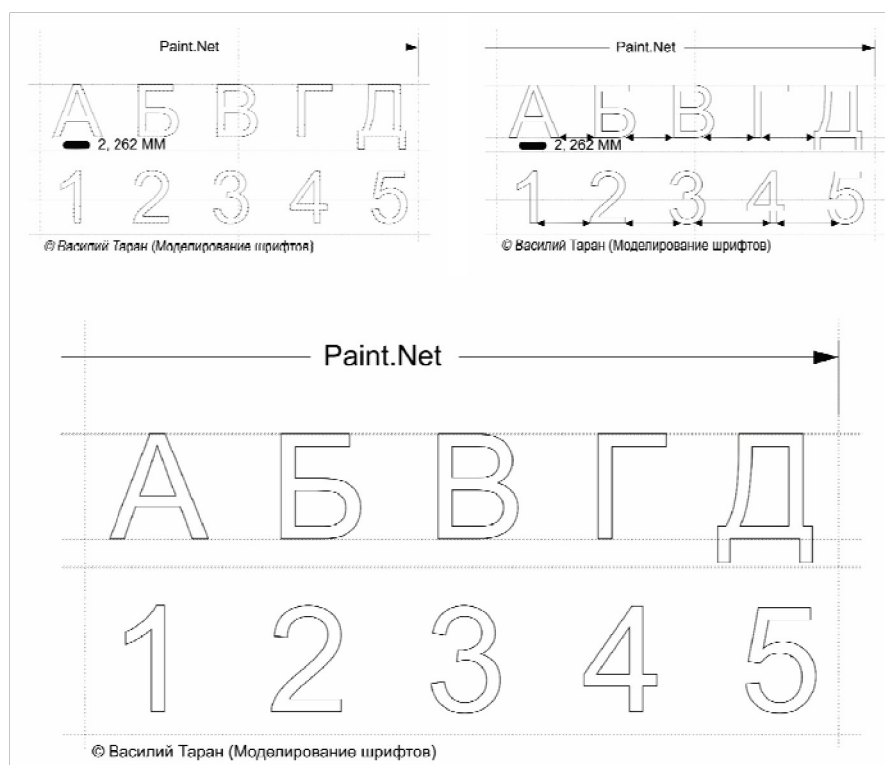 Paint.Net
А Б В Г Д
2, 262 ММ
1 2 3 4 5
© Василий Таран (Моделирование шрифтов)
Paint.Net
А Б В Г Д
2, 262 ММ
1 2 3 4 5
© Василий Таран (Моделирование шрифтов)
Paint.Net
А Б В Г Д
1 2 3 4 5
© Василий Таран (Моделирование шрифтов)